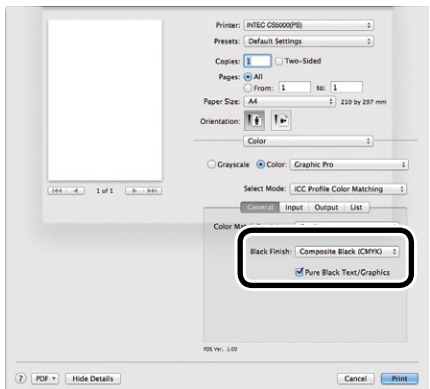 Printer: INTEC CS5000(PS)
Presets: Default Settings
Copies: 1 Two-Sided
Pages: All
From: 1 to: 1
Paper Size: A4 210 by 297 mm
Orientation:
Color
Grayscale Color: Graphic Pro
Select Mode: ICC Profile Color Matching
1 of 1
General Input Output List
Color Ma
Black Finish: Composite Black (CMYK)
Pure Black Text/Graphics
PDE Ver. 1.00
? PDF Hide Details Cancel Print